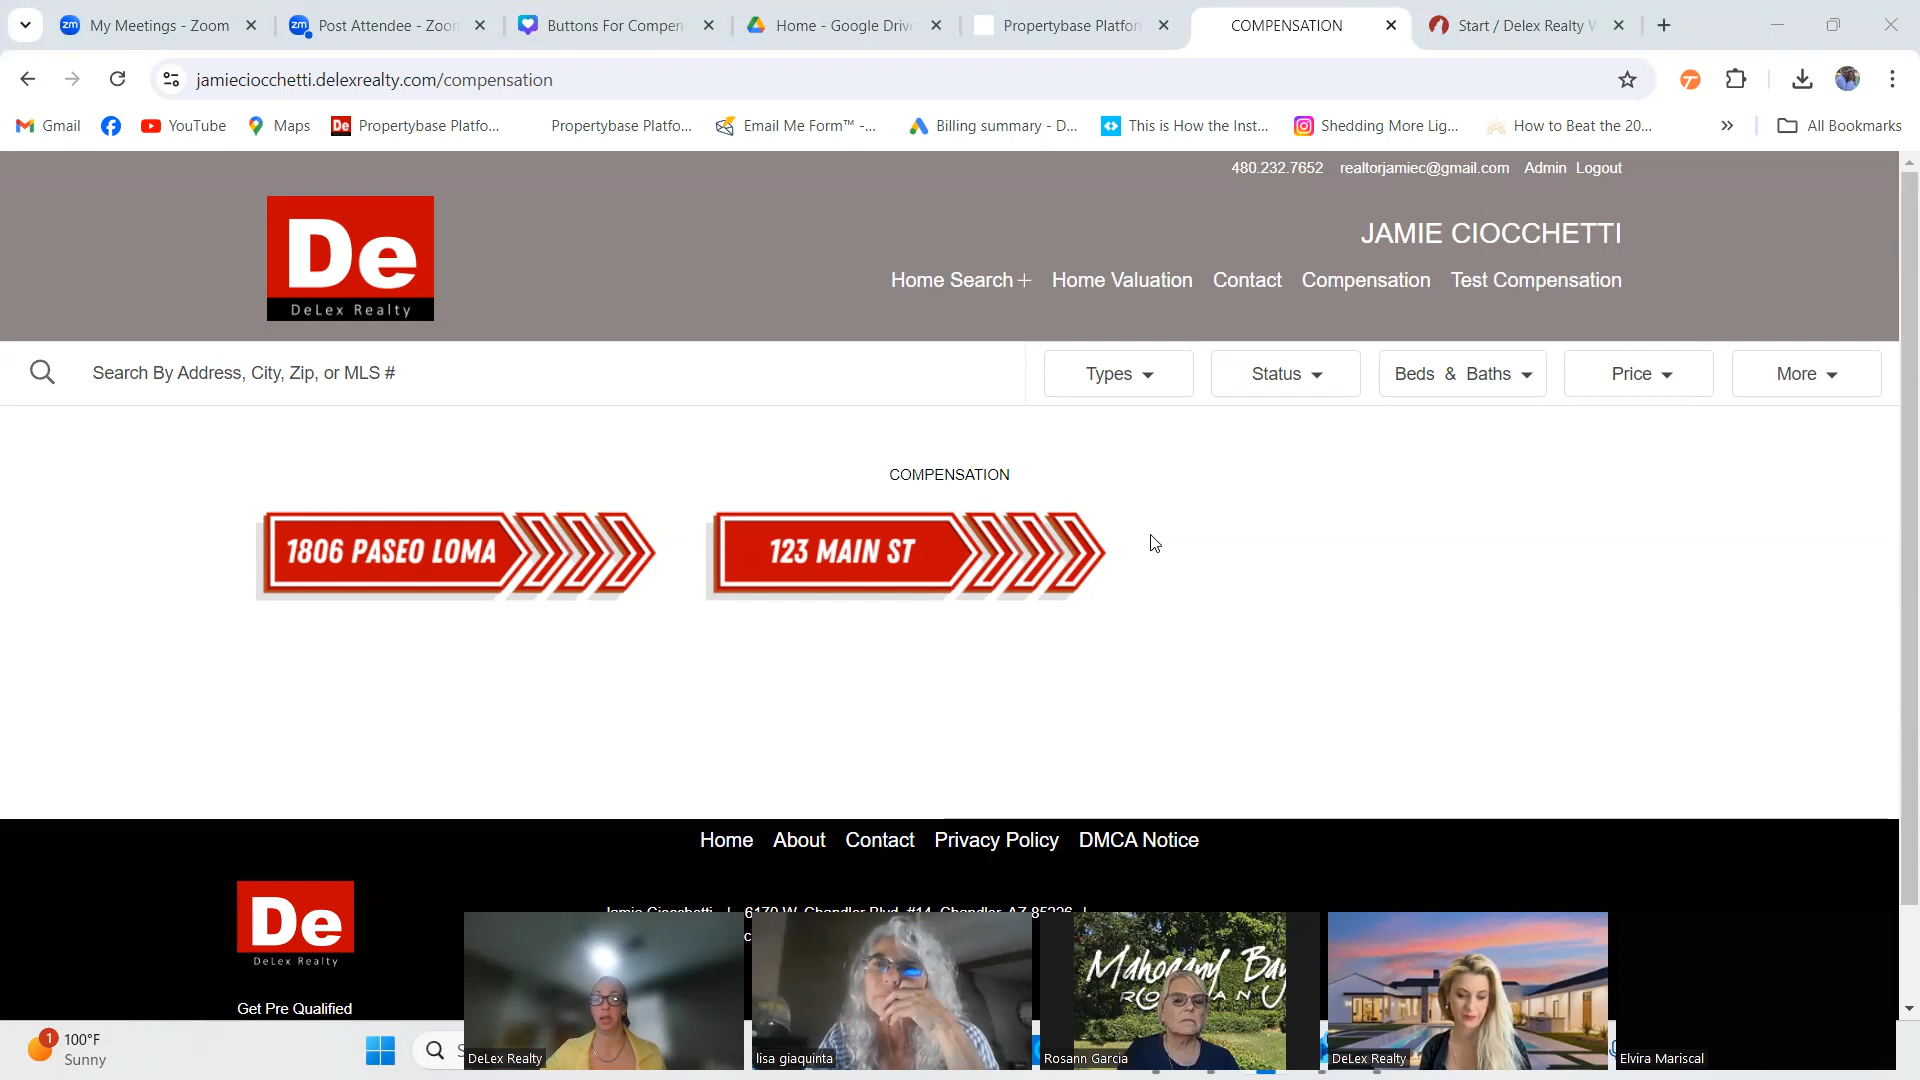 My Meetings - Zoom
Post Attendee - Zoo
Buttons For Compen
Home - Google Drive
Propertybase Platfor
COMPENSATION
Start / Delex Realty W
jamieciocchetti.delexrealty.com/compensation
Gmail
YouTube
Maps
De Propertybase Platfo...
Propertybase Platfo...
Email Me Form™ -...
Billing summary - D...
This is How the Inst...
Shedding More Lig...
How to Beat the 20...
All Bookmarks
480.232.7652 realtorjamiec@gmail.com Admin Logout
De
DeLex Realty
JAMIE CIOCCHETTI
Home Search+ Home Valuation Contact Compensation Test Compensation
Search By Address, City, Zip, or MLS #
Types
Status
Beds & Baths
Price
More
COMPENSATION
1806 PASEO LOMA
123 MAIN ST
Home About Contact Privacy Policy DMCA Notice
Jamie Ciocchetti | 6170 W. Chandler Blvd. #14, Chandler, AZ 85226 |
De
DeLex Realty
Get Pre Qualified
Mahogany Bay
ROATAN
1
100°F
Sunny
DeLex Realty
lisa giaquinta
Rosann Garcia
DeLex Realty
Elvira Mariscal